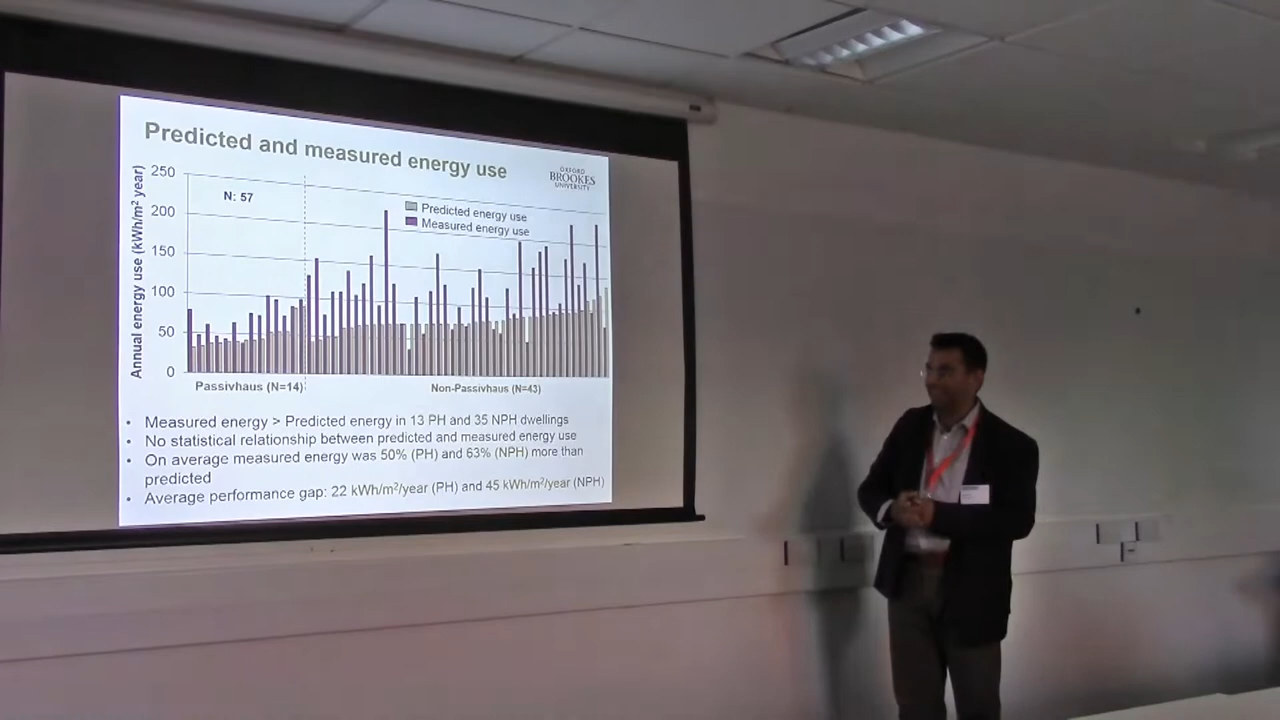 Predicted and measured energy use
OXFORD
BROOKES
UNIVERSITY
Annual energy use (kWh/m² year)
250
200
150
100
50
0
N: 57
Predicted energy use
Measured energy use
Passivhaus (N=14)
Non-Passivhaus (N=43)
• Measured energy > Predicted energy in 13 PH and 35 NPH dwellings
• No statistical relationship between predicted and measured energy use
• On average measured energy was 50% (PH) and 63% (NPH) more than
predicted
• Average performance gap: 22 kWh/m²/year (PH) and 45 kWh/m²/year (NPH)